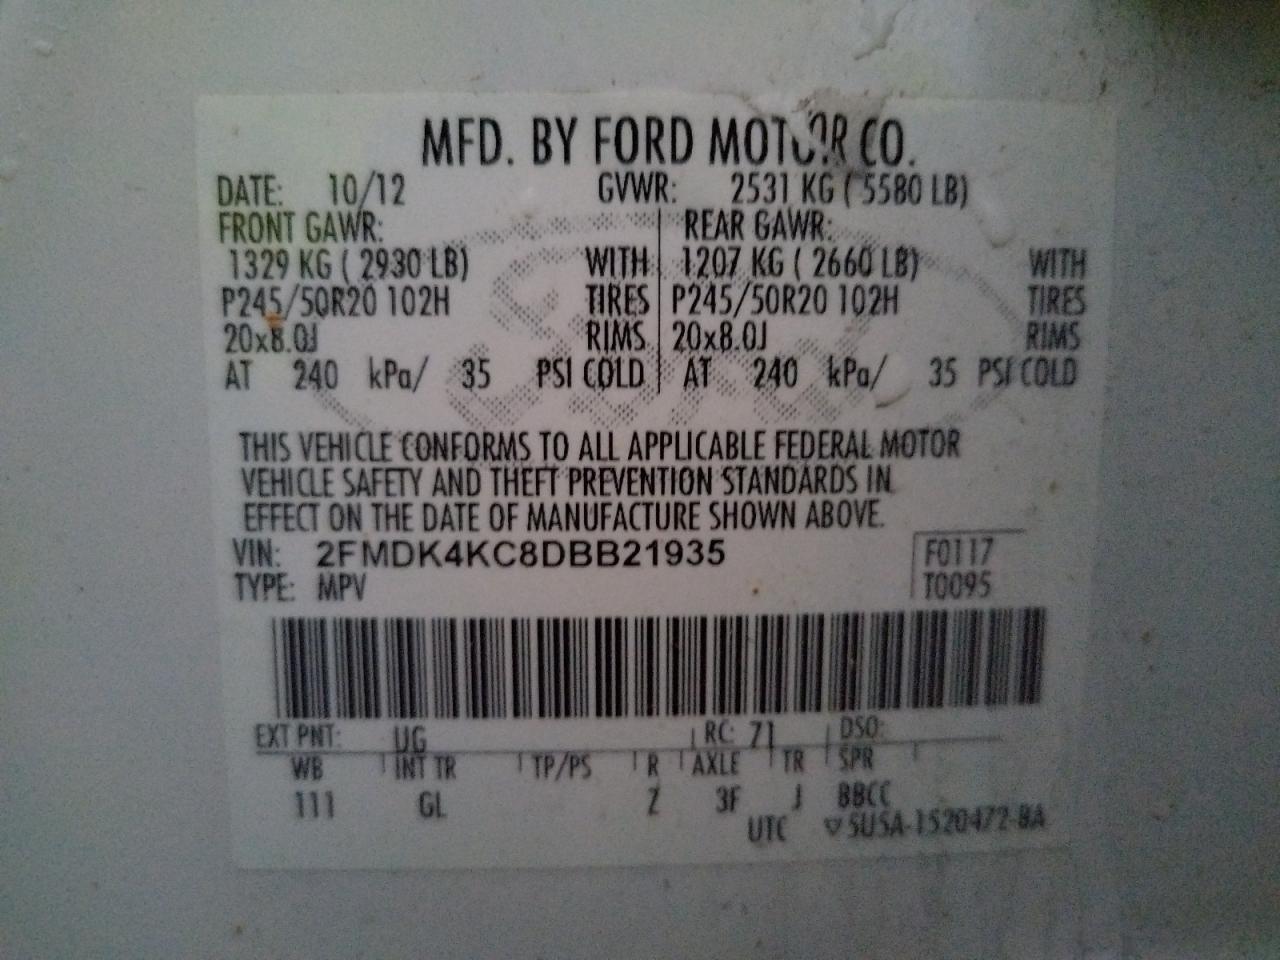 MFD. BY FORD MOTOR CO.
DATE: 10/12 GVWR: 2531 KG ( 5580 LB)
FRONT GAWR: REAR GAWR:
1329 KG ( 2930 LB) WITH 1207 KG ( 2660 LB) WITH
P245/50R20 102H TIRES P245/50R20 102H TIRES
20x8.0J RIMS 20x8.0J RIMS
AT 240 kPa/ 35 PSI COLD AT 240 kPa/ 35 PSI COLD
THIS VEHICLE CONFORMS TO ALL APPLICABLE FEDERAL MOTOR
VEHICLE SAFETY AND THEFT PREVENTION STANDARDS IN
EFFECT ON THE DATE OF MANUFACTURE SHOWN ABOVE.
VIN: 2FMDK4KC8DBB21935 F0117
TYPE: MPV T0095
EXT PNT: UG RC: 71 DSO:
WB INT TR TP/PS R AXLE TR SPR
111 GL Z 3F J BBCC
UTC ▽5U5A-1520472-BA